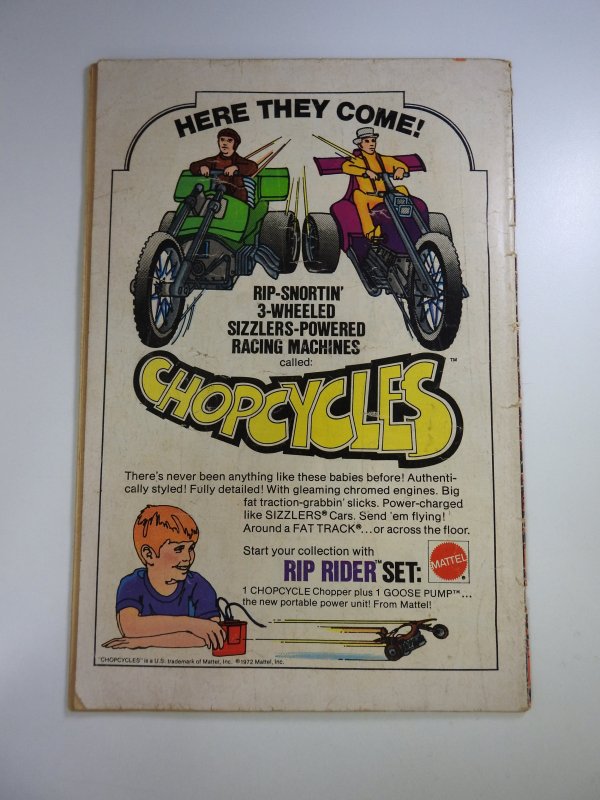 HERE THEY COME!
RIP-SNORTIN'
3-WHEELED
SIZZLERS-POWERED
RACING MACHINES
called:
CHOPCYCLES™
There's never been anything like these babies before! Authenti-
cally styled! Fully detailed! With gleaming chromed engines. Big
fat traction-grabbin' slicks. Power-charged
like SIZZLERS® Cars. Send 'em flying!
Around a FAT TRACK®...or across the floor.
Start your collection with
RIP RIDER™ SET:
MATTEL®
1 CHOPCYCLE Chopper plus 1 GOOSE PUMP™...
the new portable power unit! From Mattel!
"CHOPCYCLES" is a U.S. trademark of Mattel, Inc. ©1972 Mattel, Inc.